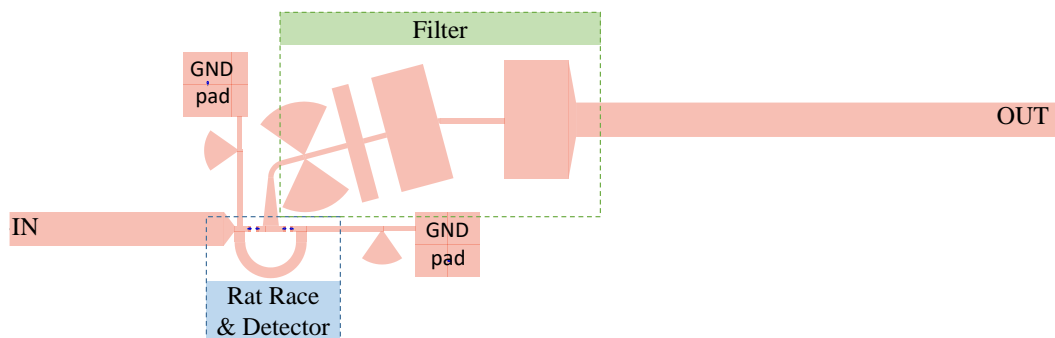 Filter
GND
pad
OUT
IN
GND
pad
Rat Race
& Detector